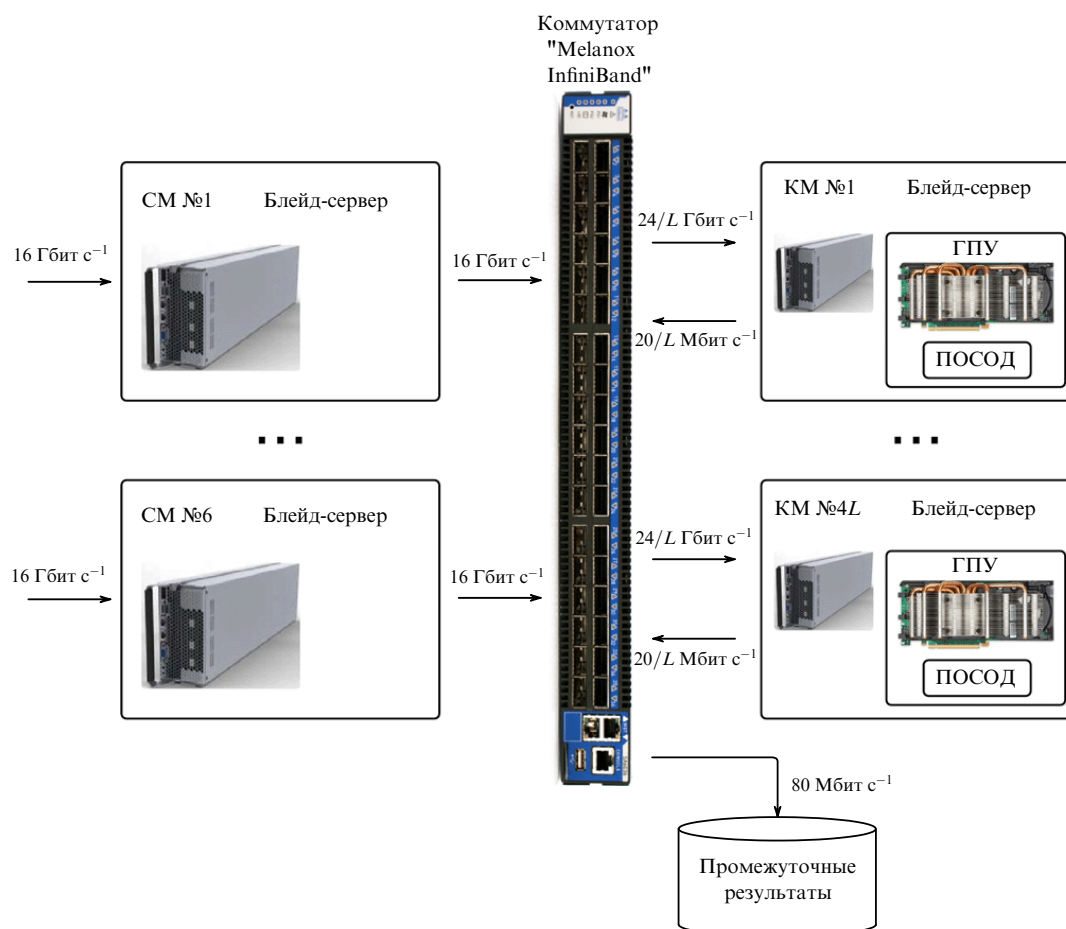 Коммутатор
"Melanox
InfiniBand"
СМ №1 Блейд-сервер
16 Гбит с⁻¹
16 Гбит с⁻¹
24/L Гбит с⁻¹
20/L Мбит с⁻¹
КМ №1 Блейд-сервер
ГПУ
ПОСОД
СМ №6 Блейд-сервер
16 Гбит с⁻¹
16 Гбит с⁻¹
24/L Гбит с⁻¹
20/L Мбит с⁻¹
КМ №4L Блейд-сервер
ГПУ
ПОСОД
80 Мбит с⁻¹
Промежуточные
результаты